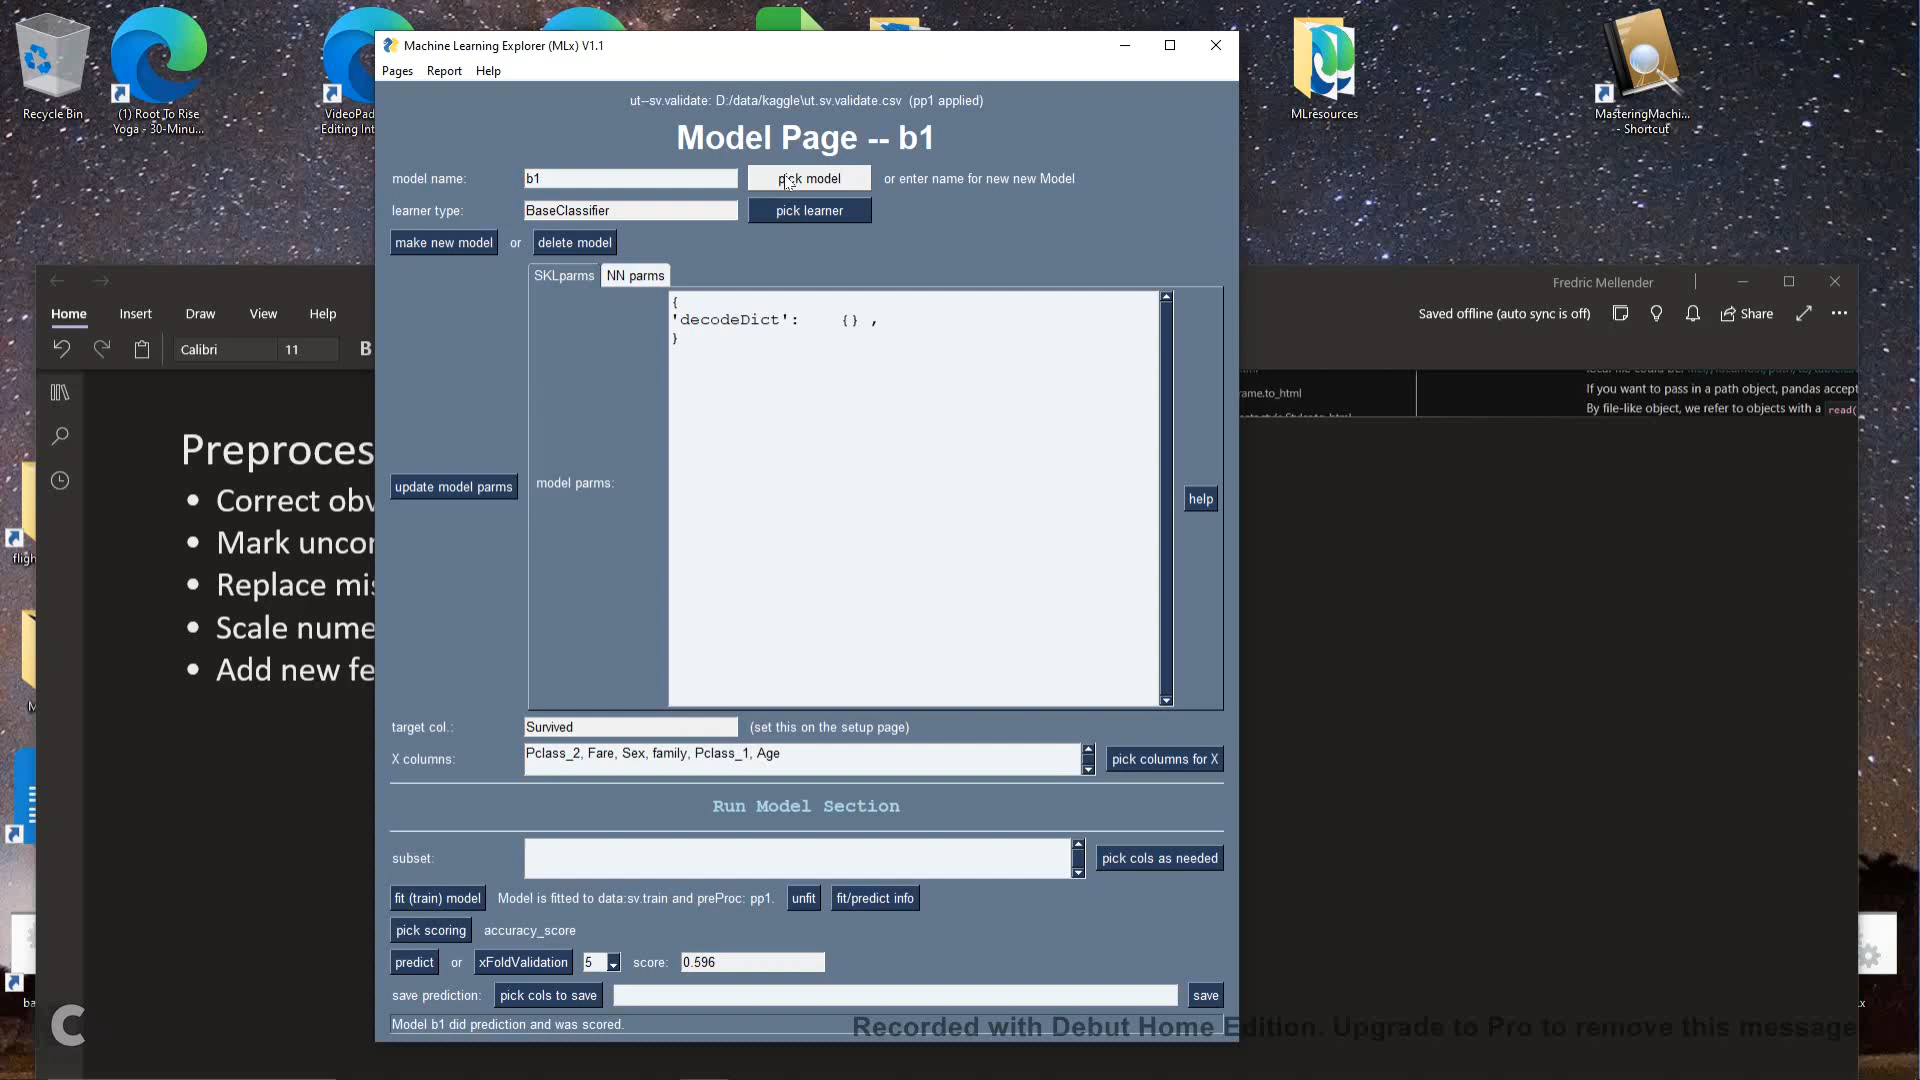 Recycle Bin
(1) Root To Rise
Yoga - 30-Minu...
VideoPad
Editing Int
MLresources
MasteringMachi...
- Shortcut
Machine Learning Explorer (MLx) V1.1
Pages Report Help
ut--sv.validate: D:/data/kaggle\ut.sv.validate.csv (pp1 applied)
Model Page -- b1
model name: b1 pick model or enter name for new new Model
learner type: BaseClassifier pick learner
make new model or delete model
SKLparms NN parms
{
'decodeDict': {} ,
}
update model parms model parms: help
target col.: Survived (set this on the setup page)
X columns: Pclass_2, Fare, Sex, family, Pclass_1, Age pick columns for X
Run Model Section
subset: pick cols as needed
fit (train) model Model is fitted to data:sv.train and preProc: pp1. unfit fit/predict info
pick scoring accuracy_score
predict or xFoldValidation 5 score: 0.596
save prediction: pick cols to save save
Model b1 did prediction and was scored.
Fredric Mellender
Home Insert Draw View Help
Saved offline (auto sync is off) Share
Calibri 11 B
rame.to_html
If you want to pass in a path object, pandas accept
By file-like object, we refer to objects with a read(
Preproces
Correct obv
Mark uncor
Replace mis
Scale nume
Add new fe
fligh
ba
C
Recorded with Debut Home Edition. Upgrade to Pro to remove this message